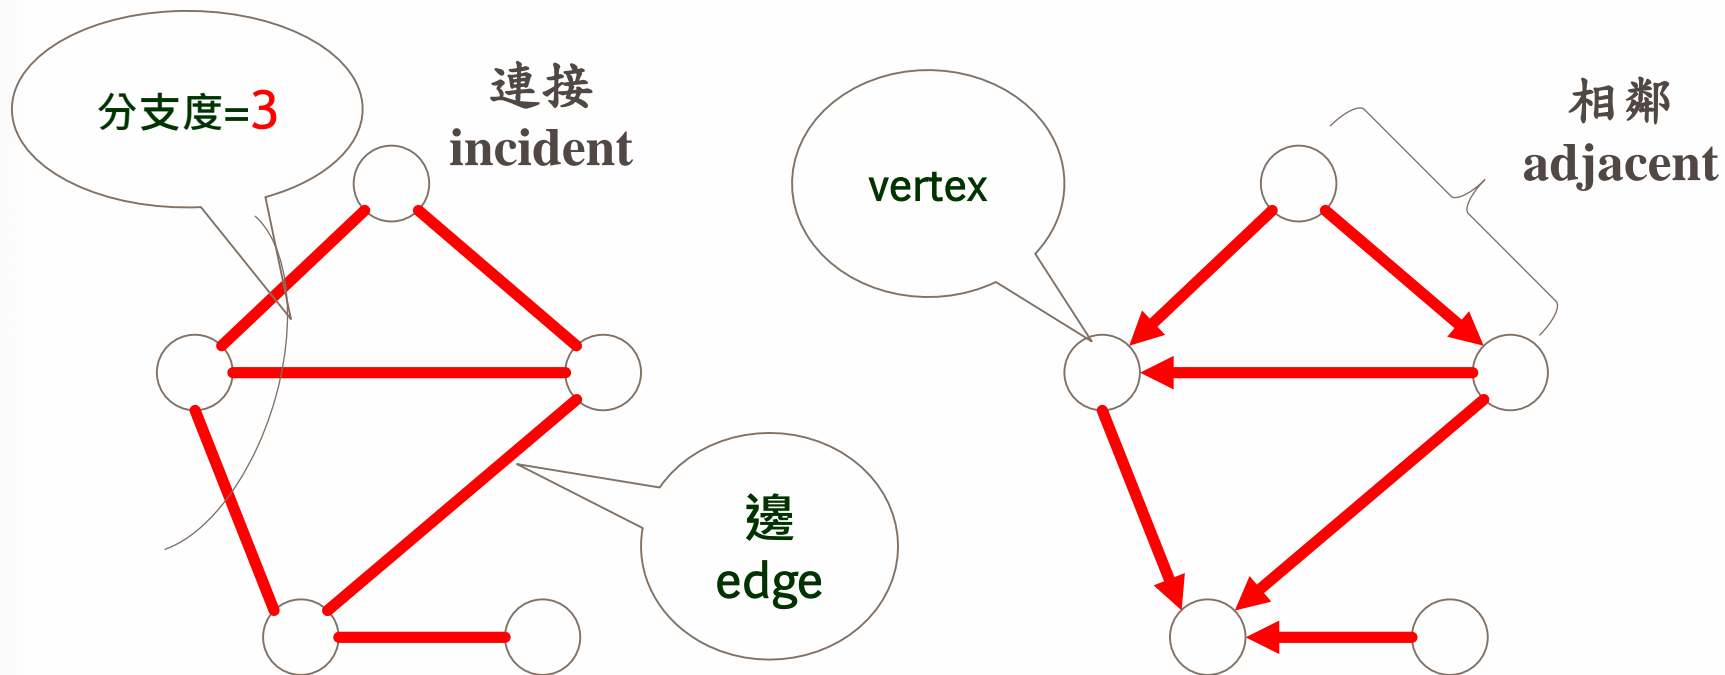 分支度=3
連接
incident
vertex
相鄰
adjacent
邊
edge